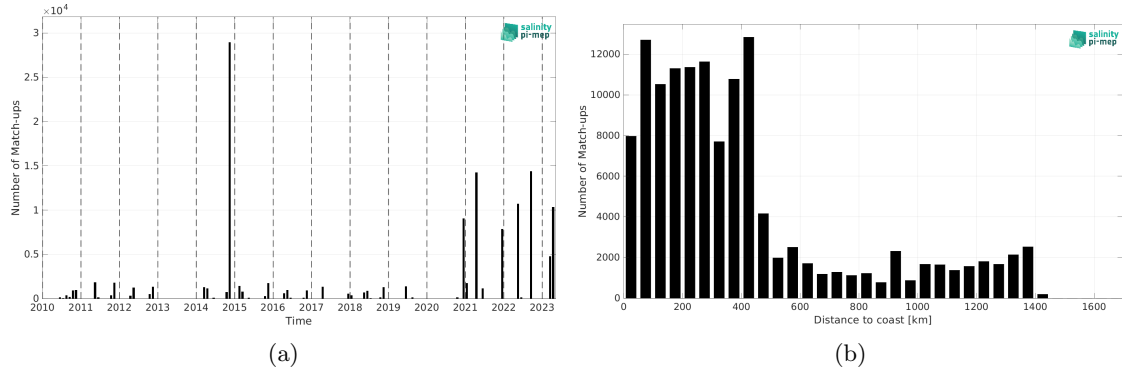 ×10⁴
salinity
pi-mep
3
2.5
2
1.5
1
0.5
0
Number of Match-ups
2010 2011 2012 2013 2014 2015 2016 2017 2018 2019 2020 2021 2022 2023
Time
(a)
salinity
pi-mep
12000
10000
8000
6000
4000
2000
0
Number of Match-ups
0 200 400 600 800 1000 1200 1400 1600
Distance to coast [km]
(b)